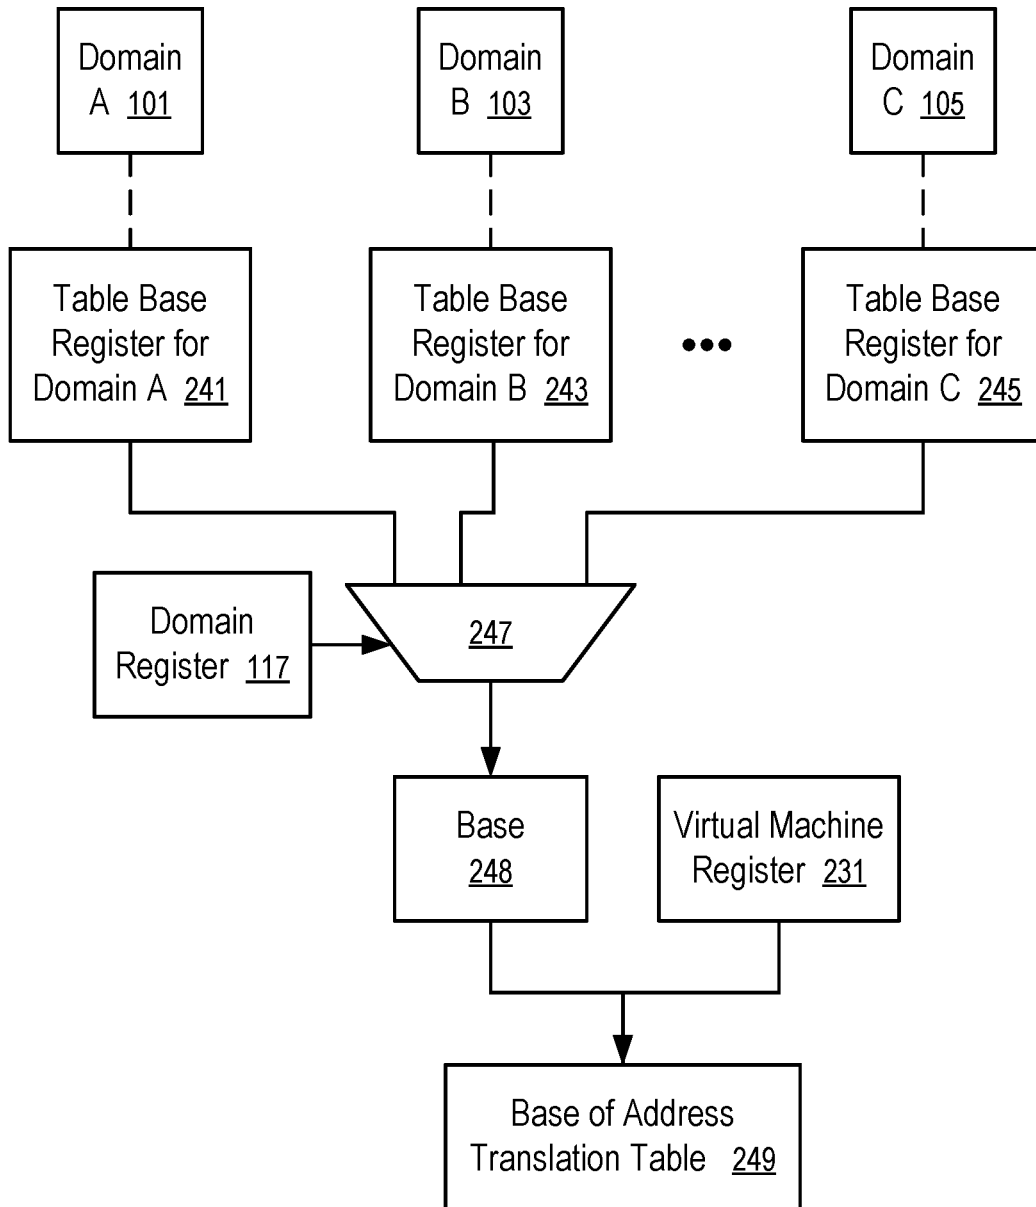 Domain
A 101
Domain
B 103
Domain
C 105
Table Base
Register for
Domain A 241
Table Base
Register for
Domain B 243
•••
Table Base
Register for
Domain C 245
Domain
Register 117
247
Base
248
Virtual Machine
Register 231
Base of Address
Translation Table 249